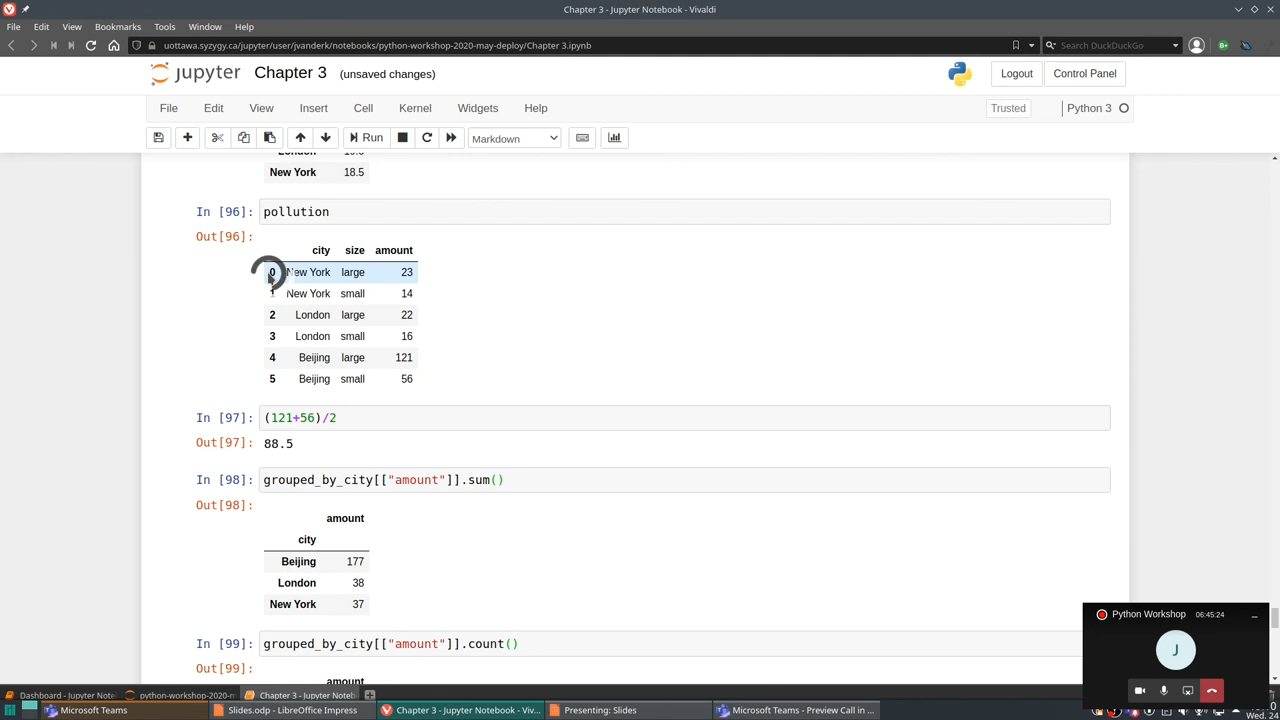 Chapter 3 - Jupyter Notebook - Vivaldi
File Edit View Bookmarks Tools Window Help
uottawa.syzygy.ca/jupyter/user/jvanderk/notebooks/python-workshop-2020-may-deploy/Chapter 3.ipynb
Search DuckDuckGo
jupyter Chapter 3 (unsaved changes)
Logout Control Panel
File Edit View Insert Cell Kernel Widgets Help
Trusted Python 3
Run Markdown
New York 18.5
In [96]: pollution
Out[96]:
city size amount
0 New York large 23
1 New York small 14
2 London large 22
3 London small 16
4 Beijing large 121
5 Beijing small 56
In [97]: (121+56)/2
Out[97]: 88.5
In [98]: grouped_by_city[["amount"]].sum()
Out[98]:
amount
city
Beijing 177
London 38
New York 37
In [99]: grouped_by_city[["amount"]].count()
Out[99]:
amount
Python Workshop 06:45:24
J
Dashboard - Jupyter Note
python-workshop-2020-m
Chapter 3 - Jupyter Noteb
Microsoft Teams
Slides.odp - LibreOffice Impress
Chapter 3 - Jupyter Notebook - Viv...
Presenting: Slides
Microsoft Teams - Preview Call in ...
Wed. 24